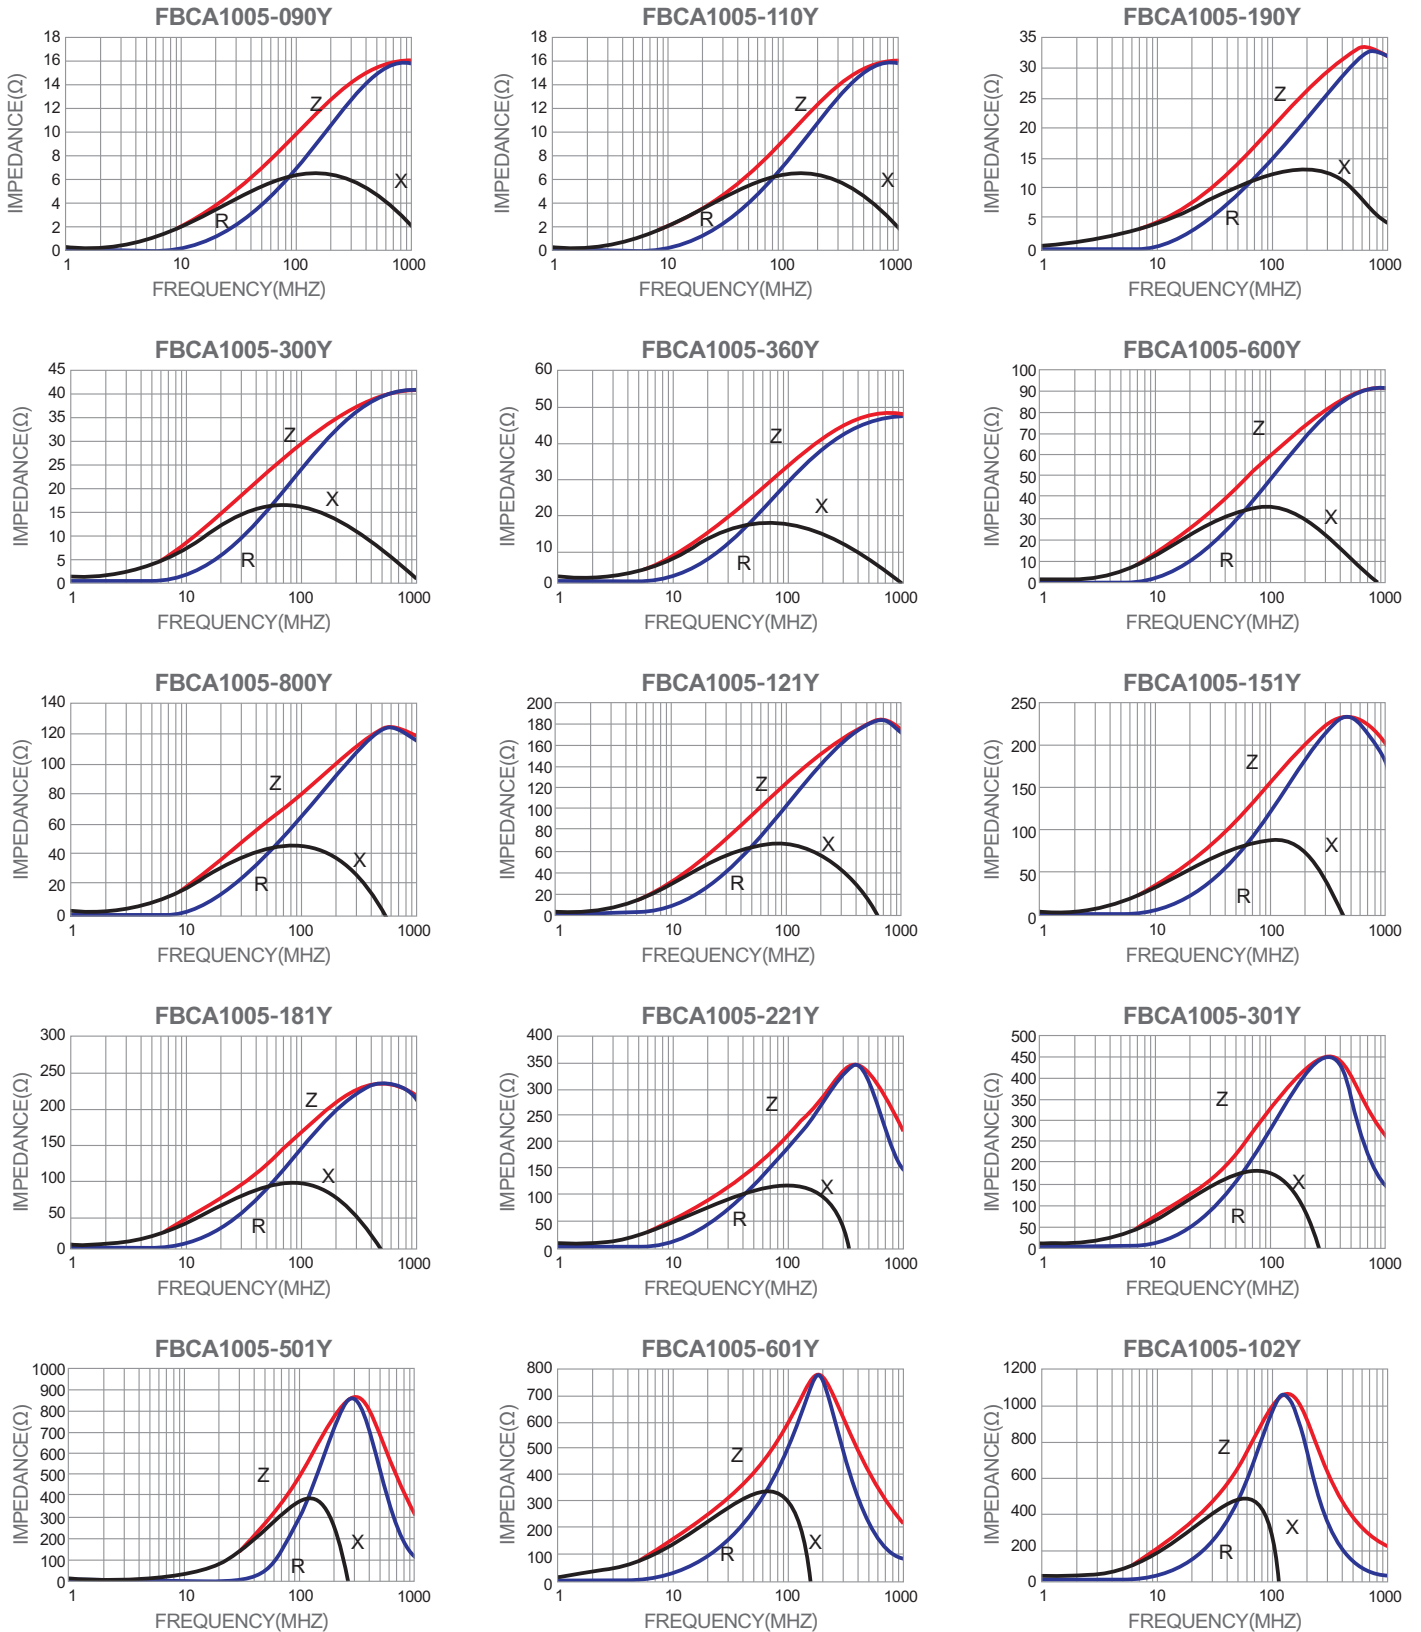 FBCA1005-090Y
IMPEDANCE(Ω)
18
16
14
12
10
8
6
4
2
0
Z
X
R
1 10 100 1000
FREQUENCY(MHZ)
FBCA1005-110Y
IMPEDANCE(Ω)
18
16
14
12
10
8
6
4
2
0
Z
X
R
1 10 100 1000
FREQUENCY(MHZ)
FBCA1005-190Y
IMPEDANCE(Ω)
35
30
25
20
15
10
5
0
Z
X
R
1 10 100 1000
FREQUENCY(MHZ)
FBCA1005-300Y
IMPEDANCE(Ω)
45
40
35
30
25
20
15
10
5
0
Z
X
R
1 10 100 1000
FREQUENCY(MHZ)
FBCA1005-360Y
IMPEDANCE(Ω)
60
50
40
30
20
10
0
Z
X
R
1 10 100 1000
FREQUENCY(MHZ)
FBCA1005-600Y
IMPEDANCE(Ω)
100
90
80
70
60
50
40
30
20
10
0
Z
X
R
1 10 100 1000
FREQUENCY(MHZ)
FBCA1005-800Y
IMPEDANCE(Ω)
140
120
100
80
60
40
20
0
Z
X
R
1 10 100 1000
FREQUENCY(MHZ)
FBCA1005-121Y
IMPEDANCE(Ω)
200
180
160
140
120
100
80
60
40
20
0
Z
X
R
1 10 100 1000
FREQUENCY(MHZ)
FBCA1005-151Y
IMPEDANCE(Ω)
250
200
150
100
50
0
Z
X
R
1 10 100 1000
FREQUENCY(MHZ)
FBCA1005-181Y
IMPEDANCE(Ω)
300
250
200
150
100
50
0
Z
X
R
1 10 100 1000
FREQUENCY(MHZ)
FBCA1005-221Y
IMPEDANCE(Ω)
400
350
300
250
200
150
100
50
0
Z
X
R
1 10 100 1000
FREQUENCY(MHZ)
FBCA1005-301Y
IMPEDANCE(Ω)
500
450
400
350
300
250
200
150
100
50
0
Z
X
R
1 10 100 1000
FREQUENCY(MHZ)
FBCA1005-501Y
IMPEDANCE(Ω)
1000
900
800
700
600
500
400
300
200
100
0
Z
X
R
1 10 100 1000
FREQUENCY(MHZ)
FBCA1005-601Y
IMPEDANCE(Ω)
800
700
600
500
400
300
200
100
0
Z
X
R
1 10 100 1000
FREQUENCY(MHZ)
FBCA1005-102Y
IMPEDANCE(Ω)
1200
1000
800
600
400
200
0
Z
X
R
1 10 100 1000
FREQUENCY(MHZ)